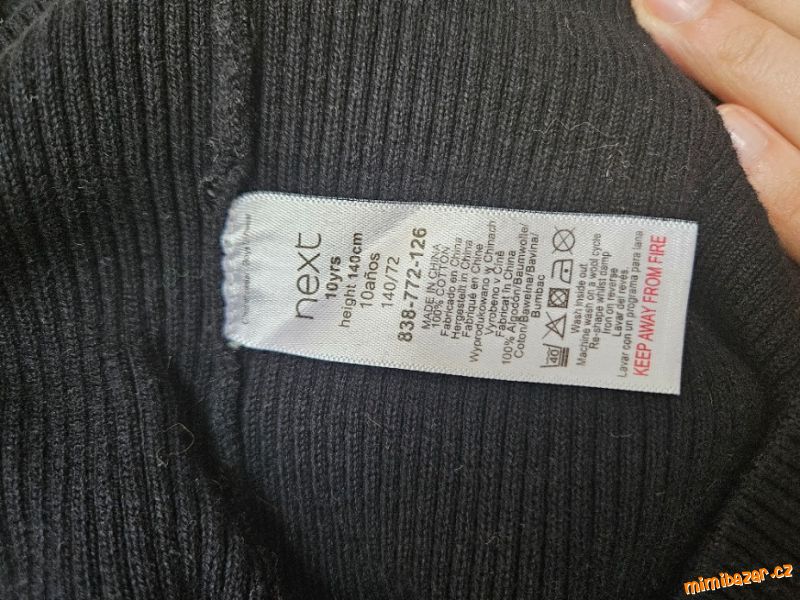 next
10yrs
height 140cm
10años
140/72
838-772-126
MADE IN CHINA
100% COTTON
Fabricado en China
Hergestellt in China
Fabriqué en Chine
Wyprodukowano w Chinach
Vyrobeno v Číně
Fabricat în China
100% Algodón/Baumwolle/
Coton/Bawełna/Bavlna/
Bumbac
40
Wash inside out
Machine wash on a wool cycle
Re-shape whilst damp
Iron on reverse
Lavar del revés.
Lavar con un programa para lana
KEEP AWAY FROM FIRE
mimibazar.cz